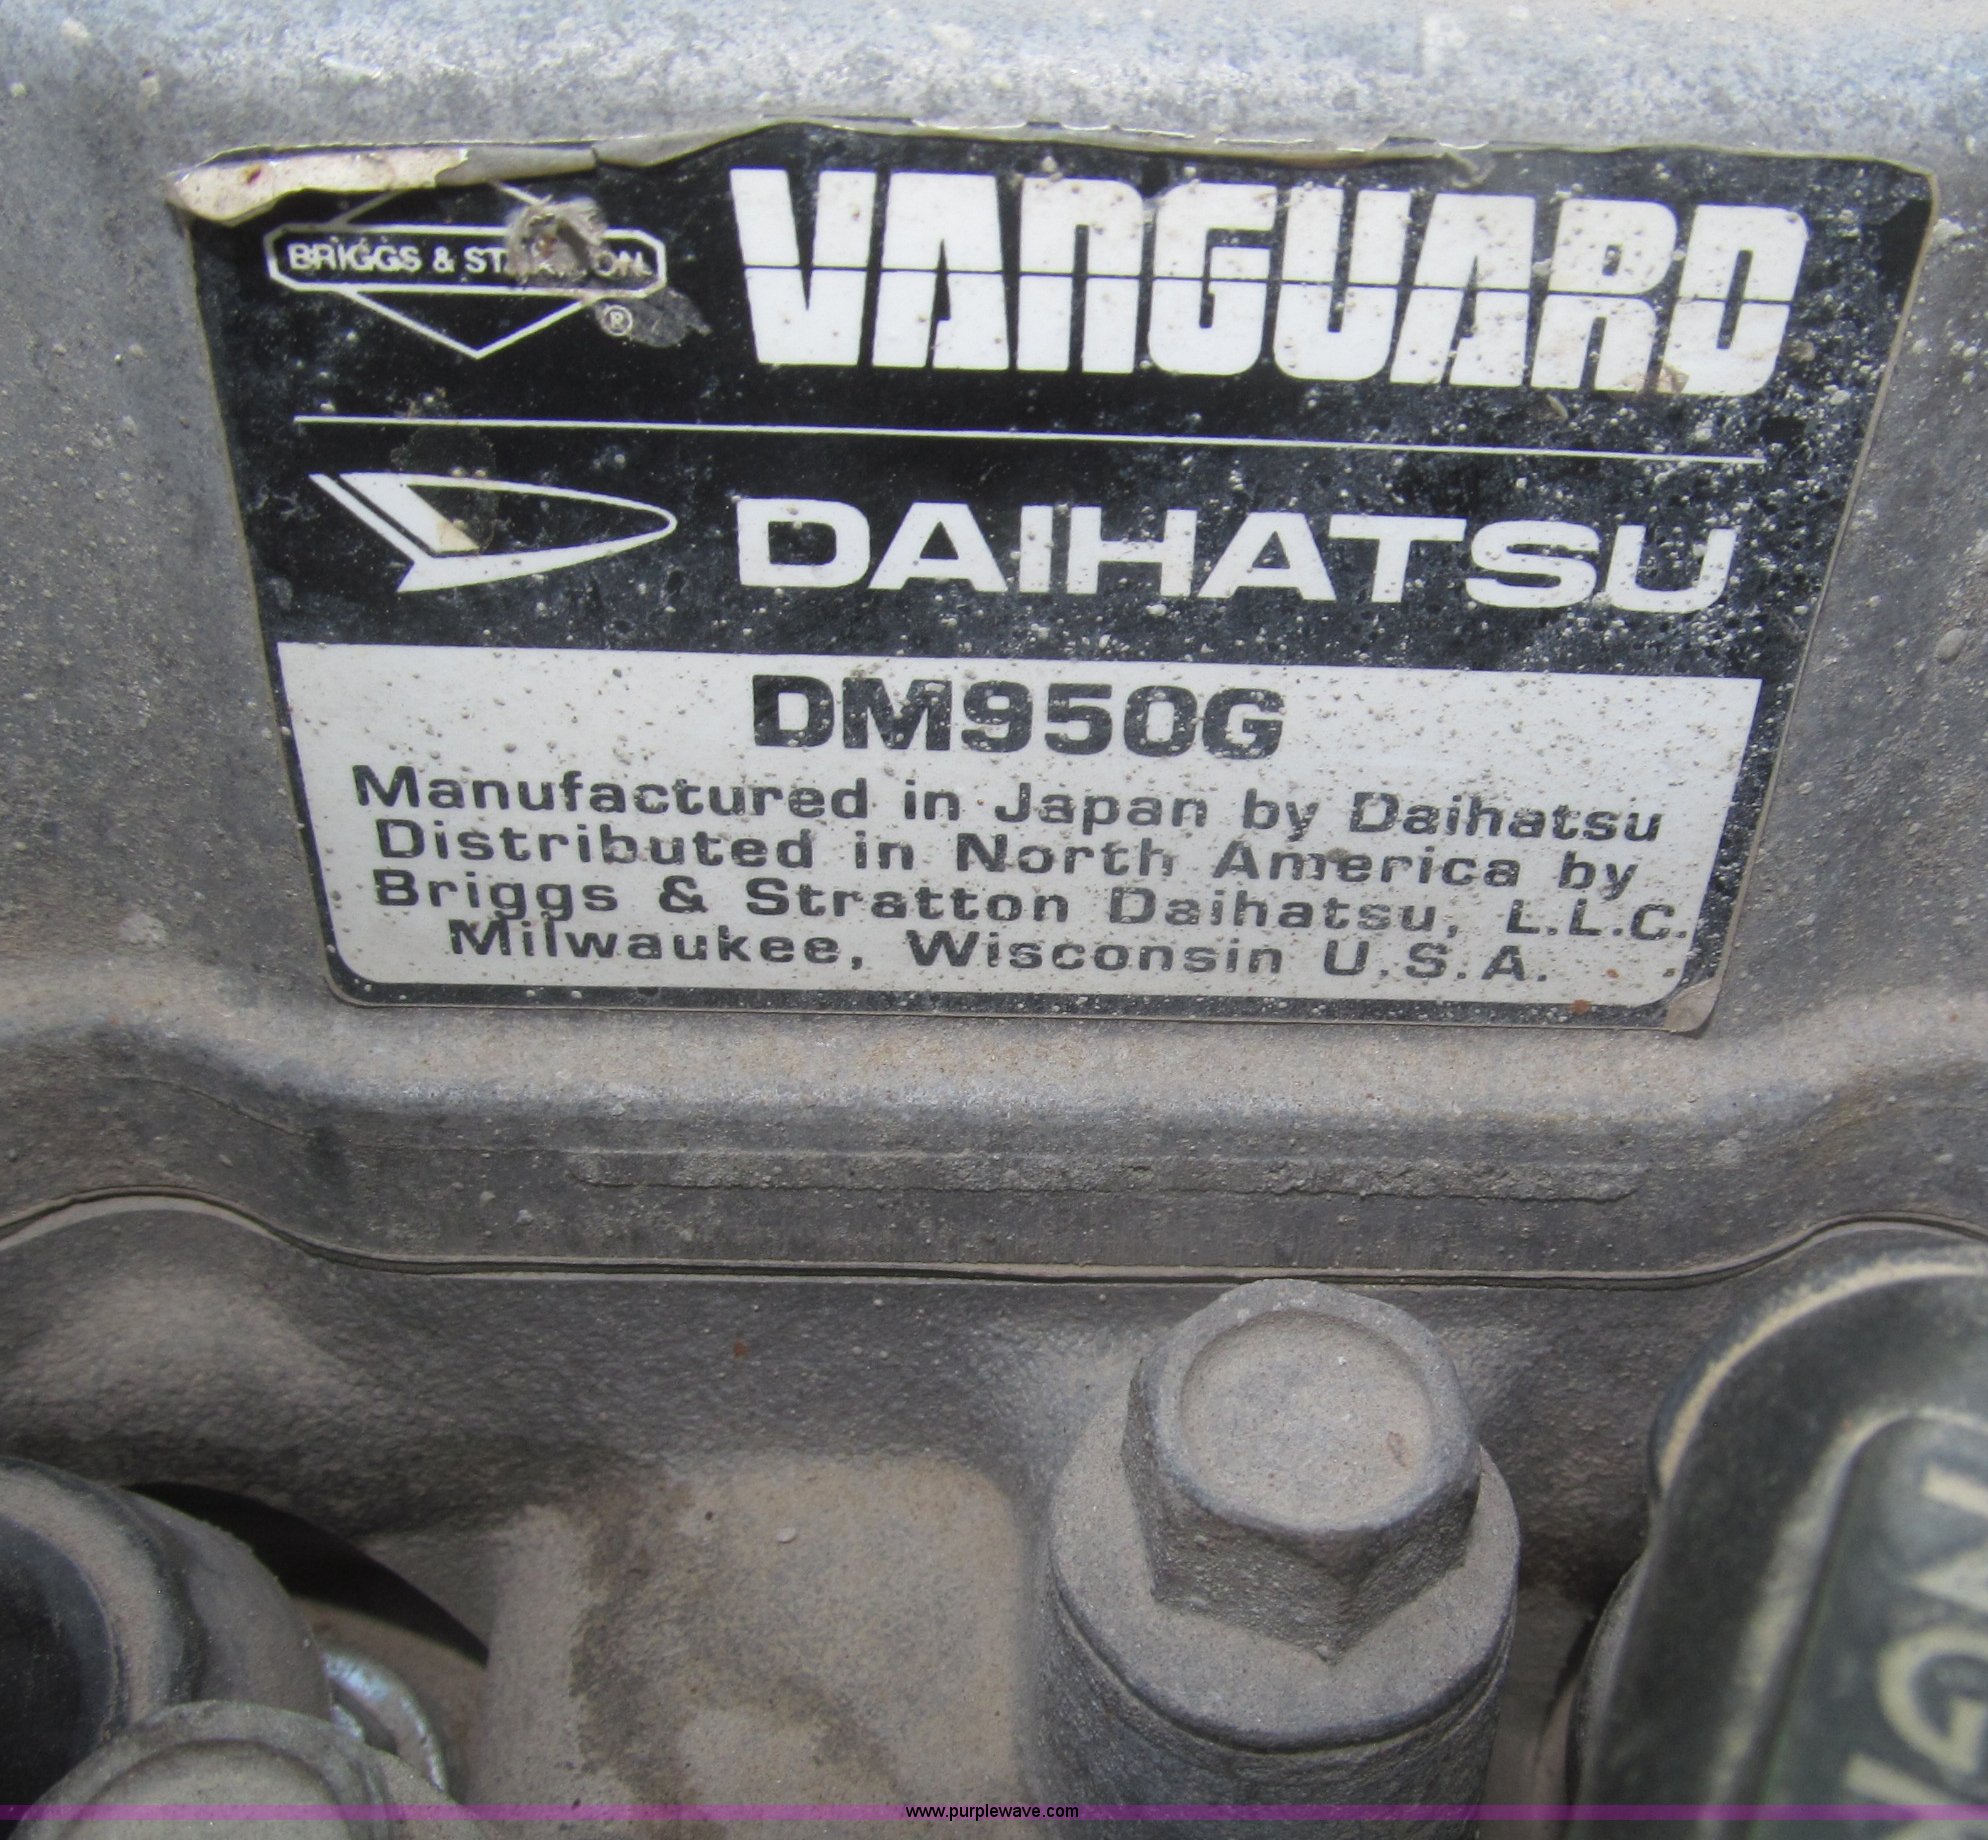 BRIGGS & STRATTON ®
VANGUARD
DAIHATSU
DM950G
Manufactured in Japan by Daihatsu
Distributed in North America by
Briggs & Stratton Daihatsu, L.L.C.
Milwaukee, Wisconsin U.S.A.
www.purplewave.com